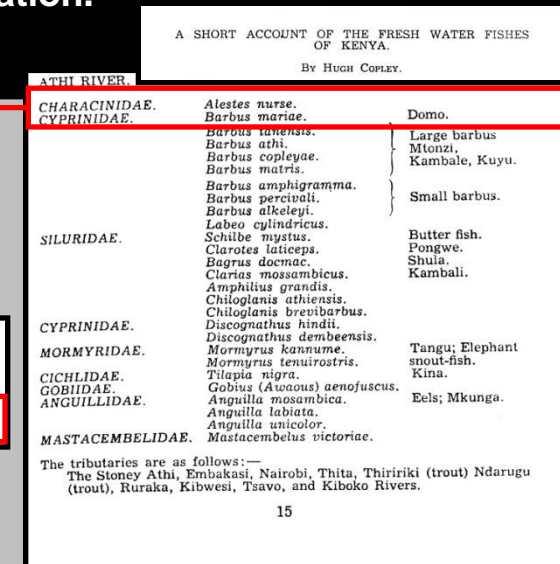 ation.
A SHORT ACCOUNT OF THE FRESH WATER FISHES
OF KENYA.
By HUGH COPLEY.
ATHI RIVER.
CHARACINIDAE. Alestes nurse.
CYPRINIDAE. Barbus mariae. Domo.
Barbus tanensis. Large barbus
Barbus athi. Mtonzi,
Barbus copleyae. Kambale, Kuyu.
Barbus matris.
Barbus amphigramma.
Barbus percivali. Small barbus.
Barbus alkeleyi.
Labeo cylindricus.
SILURIDAE. Schilbe mystus. Butter fish.
Clarotes laticeps. Pongwe.
Bagrus docmac. Shula.
Clarias mossambicus. Kambali.
Amphilius grandis.
Chiloglanis athiensis.
Chiloglanis brevibarbus.
CYPRINIDAE. Discognathus hindii.
Discognathus dembeensis.
MORMYRIDAE. Mormyrus kannume. Tangu; Elephant
Mormyrus tenuirostris. snout-fish.
CICHLIDAE. Tilapia nigra. Kina.
GOBIIDAE. Gobius (Awaous) aenofuscus.
ANGUILLIDAE. Anguilla mosambica. Eels; Mkunga.
Anguilla labiata.
Anguilla unicolor.
MASTACEMBELIDAE. Mastacembelus victoriae.
The tributaries are as follows:—
The Stoney Athi, Embakasi, Nairobi, Thita, Thiririki (trout) Ndarugu
(trout), Ruraka, Kibwesi, Tsavo, and Kiboko Rivers.
15